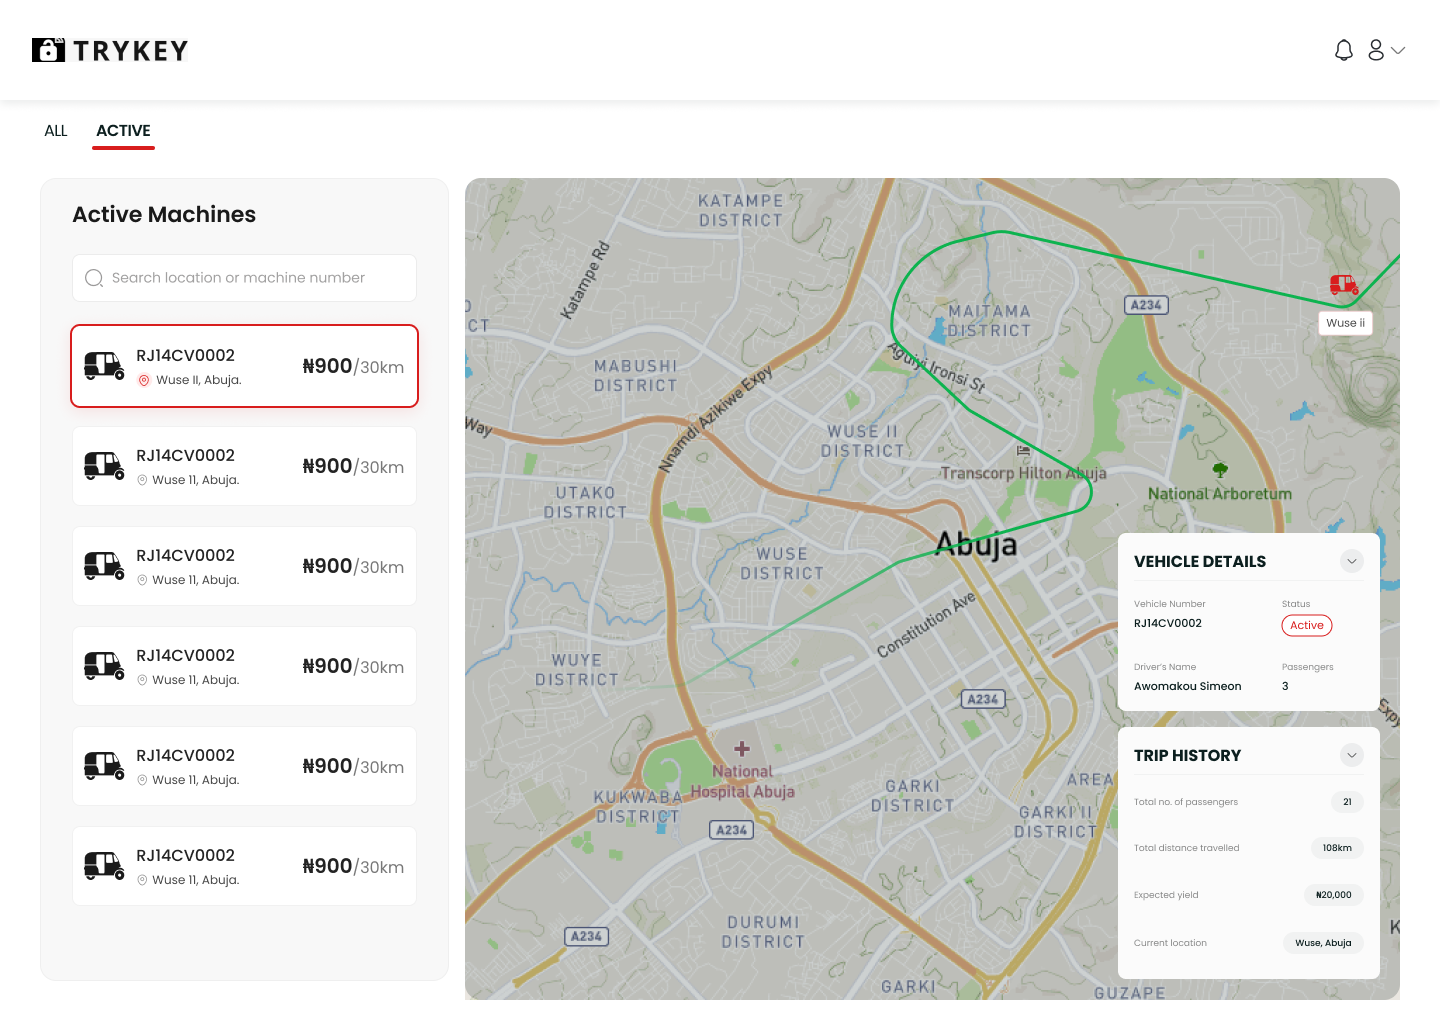 TRYKEY
ALL
ACTIVE
Active Machines
Search location or machine number
RJ14CV0002
Wuse II, Abuja.
₦900/30km
RJ14CV0002
Wuse 11, Abuja.
₦900/30km
RJ14CV0002
Wuse 11, Abuja.
₦900/30km
RJ14CV0002
Wuse 11, Abuja.
₦900/30km
RJ14CV0002
Wuse 11, Abuja.
₦900/30km
RJ14CV0002
Wuse 11, Abuja.
₦900/30km
KATAMPE
DISTRICT
Katampe Rd
CT
MAITAMA
DISTRICT
A234
Wuse ii
Aguiyi Ironsi St
MABUSHI
DISTRICT
Nnamdi Azikiwe Expy
Way
WUSE II
DISTRICT
Transcorp Hilton Abuja
National Arboretum
UTAKO
DISTRICT
Abuja
WUSE
DISTRICT
Constitution Ave
WUYE
DISTRICT
A234
Expy
National
Hospital Abuja
KUKWABA
DISTRICT
A234
GARKI
DISTRICT
AREA
GARKI II
DISTRICT
DURUMI
DISTRICT
A234
GARKI
GUZAPE
K
VEHICLE DETAILS
Vehicle Number
Status
RJ14CV0002
Active
Driver's Name
Passengers
Awomakou Simeon
3
TRIP HISTORY
Total no. of passengers
21
Total distance travelled
108km
Expected yield
₦20,000
Current location
Wuse, Abuja